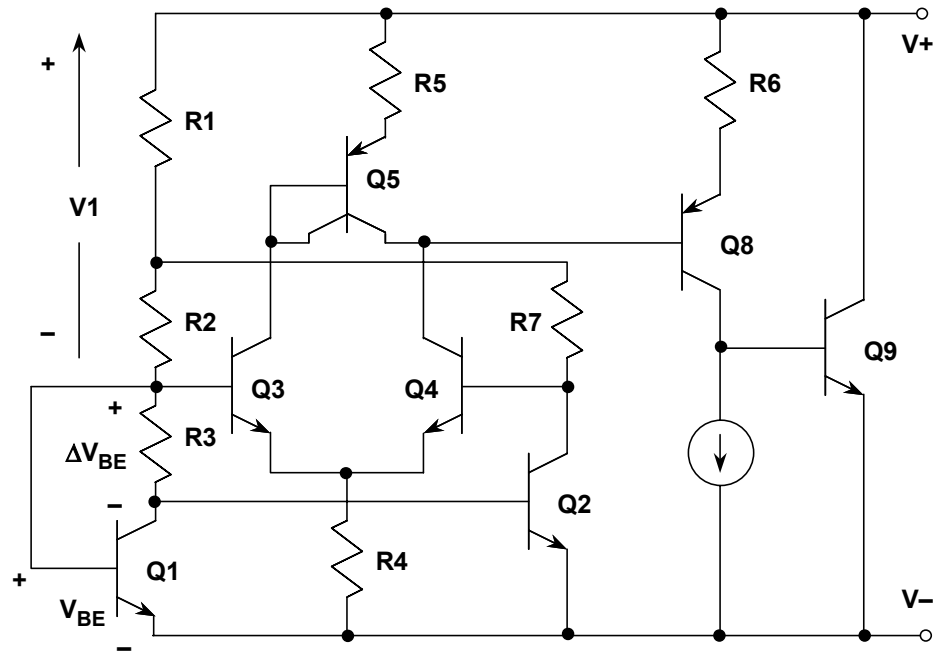 +
V1
–
R1
R2
R3
+
ΔVBE
–
+
VBE
–
Q1
R5
Q5
Q3
Q4
R4
R7
Q2
R6
Q8
Q9
V+
V–